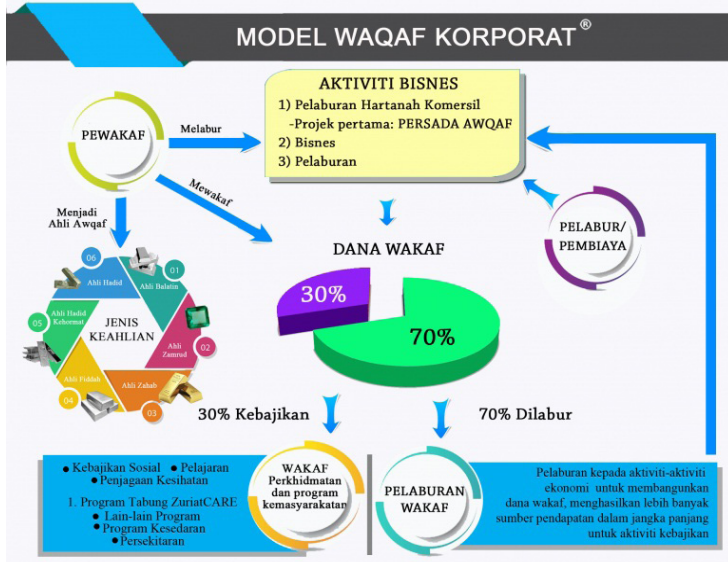 MODEL WAQAF KORPORAT®
AKTIVITI BISNES
1) Pelaburan Hartanah Komersil
-Projek pertama: PERSADA AWQAF
2) Bisnes
3) Pelaburan
PEWAKAF
Melabur
Mewakaf
Menjadi
Ahli Awqaf
PELABUR/
PEMBIAYA
DANA WAKAF
30%
70%
JENIS
KEAHLIAN
01
Ahli Balatin
02
Ahli
Zamrud
03
Ahli Zahab
04
Ahli Fiddah
05
Ahli Hadid
Kehormat
06
Ahli Hadid
30% Kebajikan
70% Dilabur
• Kebajikan Sosial • Pelajaran
• Penjagaan Kesihatan
1. Program Tabung ZuriatCARE
• Lain-lain Program
• Program Kesedaran
• Persekitaran
WAKAF
Perkhidmatan
dan program
kemasyarakatan
PELABURAN
WAKAF
Pelaburan kepada aktiviti-aktiviti
ekonomi untuk membangunkan
dana wakaf, menghasilkan lebih banyak
sumber pendapatan dalam jangka panjang
untuk aktiviti kebajikan